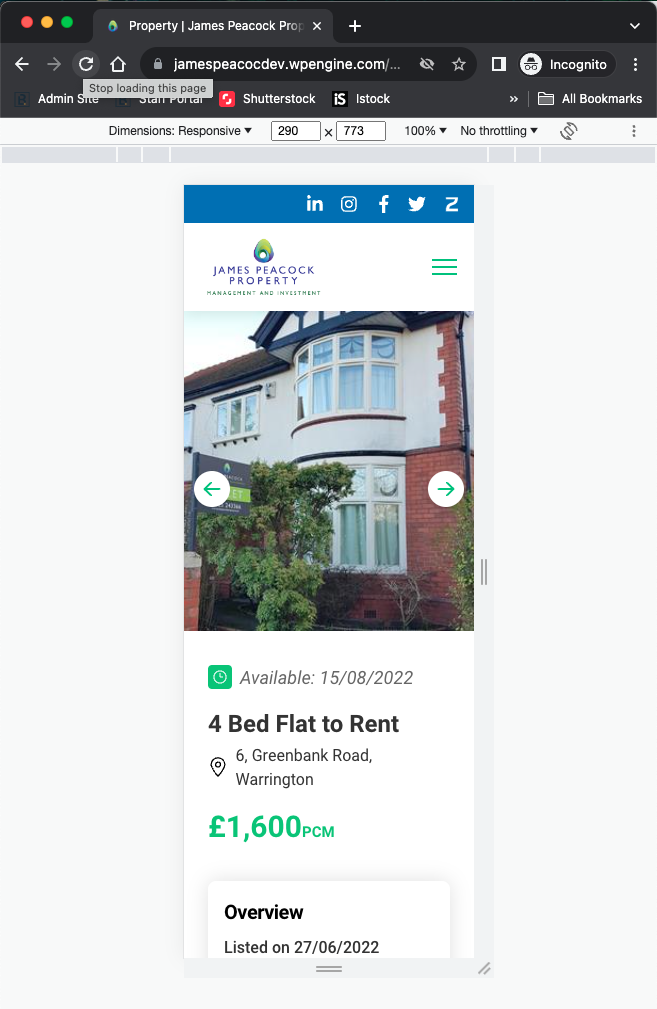 Property | James Peacock Prop
jamespeacocdev.wpengine.com/...
Incognito
Stop loading this page
Admin Site
Staff Portal
Shutterstock
iS
Istock
»
All Bookmarks
Dimensions: Responsive
290 × 773
100%
No throttling
JAMES PEACOCK
PROPERTY
MANAGEMENT AND INVESTMENT
Available: 15/08/2022
4 Bed Flat to Rent
6, Greenbank Road,
Warrington
£1,600PCM
Overview
Listed on 27/06/2022